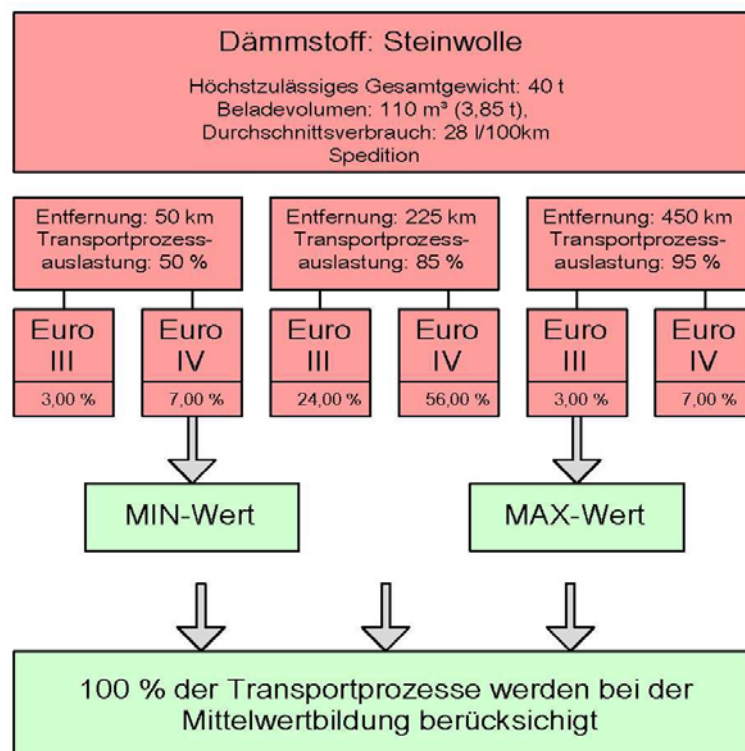 Dämmstoff: Steinwolle
Höchstzulässiges Gesamtgewicht: 40 t
Beladevolumen: 110 m³ (3,85 t),
Durchschnittsverbrauch: 28 l/100km
Spedition
Entfernung: 50 km
Transportprozess-
auslastung: 50 %
Entfernung: 225 km
Transportprozess-
auslastung: 85 %
Entfernung: 450 km
Transportprozess-
auslastung: 95 %
Euro
III
3,00 %
Euro
IV
7,00 %
Euro
III
24,00 %
Euro
IV
56,00 %
Euro
III
3,00 %
Euro
IV
7,00 %
MIN-Wert
MAX-Wert
100 % der Transportprozesse werden bei der
Mittelwertbildung berücksichigt